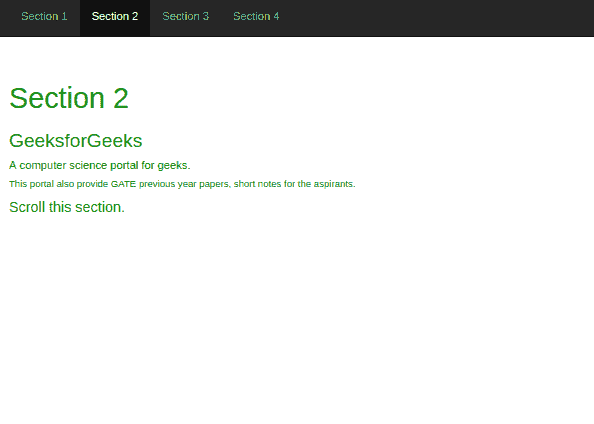 Section 1 Section 2 Section 3 Section 4
Section 2
GeeksforGeeks
A computer science portal for geeks.
This portal also provide GATE previous year papers, short notes for the aspirants.
Scroll this section.